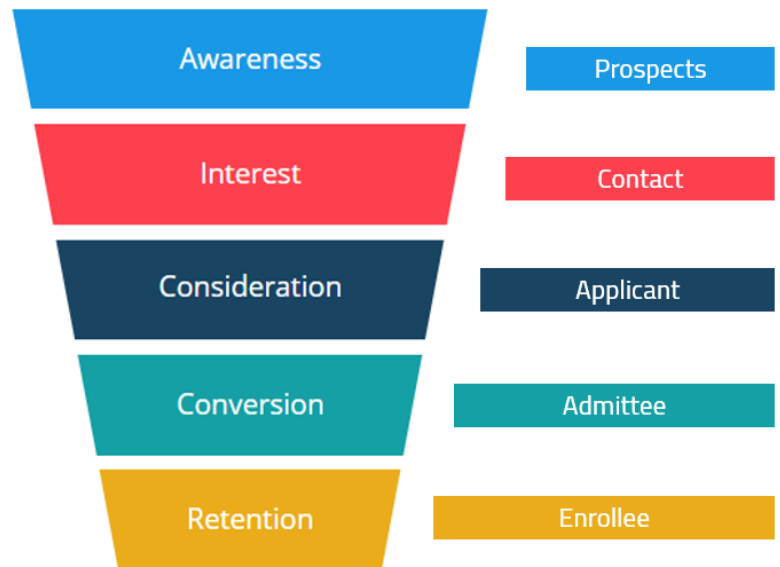 Awareness
Prospects
Interest
Contact
Consideration
Applicant
Conversion
Admittee
Retention
Enrollee